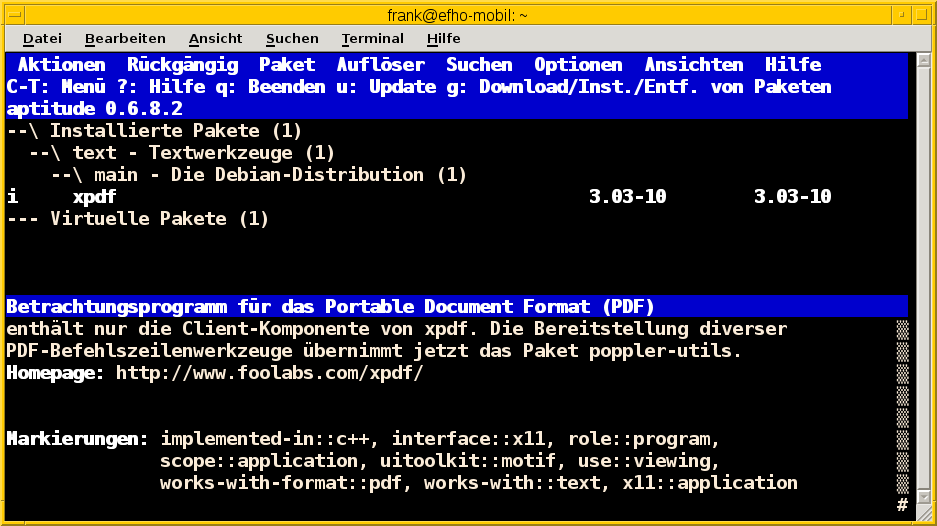 frank@efho-mobil: ~
Datei Bearbeiten Ansicht Suchen Terminal Hilfe
Aktionen Rückgängig Paket Auflöser Suchen Optionen Ansichten Hilfe
C-T: Menü ?: Hilfe q: Beenden u: Update g: Download/Inst./Entf. von Paketen
aptitude 0.6.8.2
--\ Installierte Pakete (1)
--\ text - Textwerkzeuge (1)
--\ main - Die Debian-Distribution (1)
i xpdf 3.03-10 3.03-10
--- Virtuelle Pakete (1)
Betrachtungsprogramm für das Portable Document Format (PDF)
enthält nur die Client-Komponente von xpdf. Die Bereitstellung diverser
PDF-Befehlszeilenwerkzeuge übernimmt jetzt das Paket poppler-utils.
Homepage: http://www.foolabs.com/xpdf/
Markierungen: implemented-in::c++, interface::x11, role::program,
scope::application, uitoolkit::motif, use::viewing,
works-with-format::pdf, works-with::text, x11::application
#